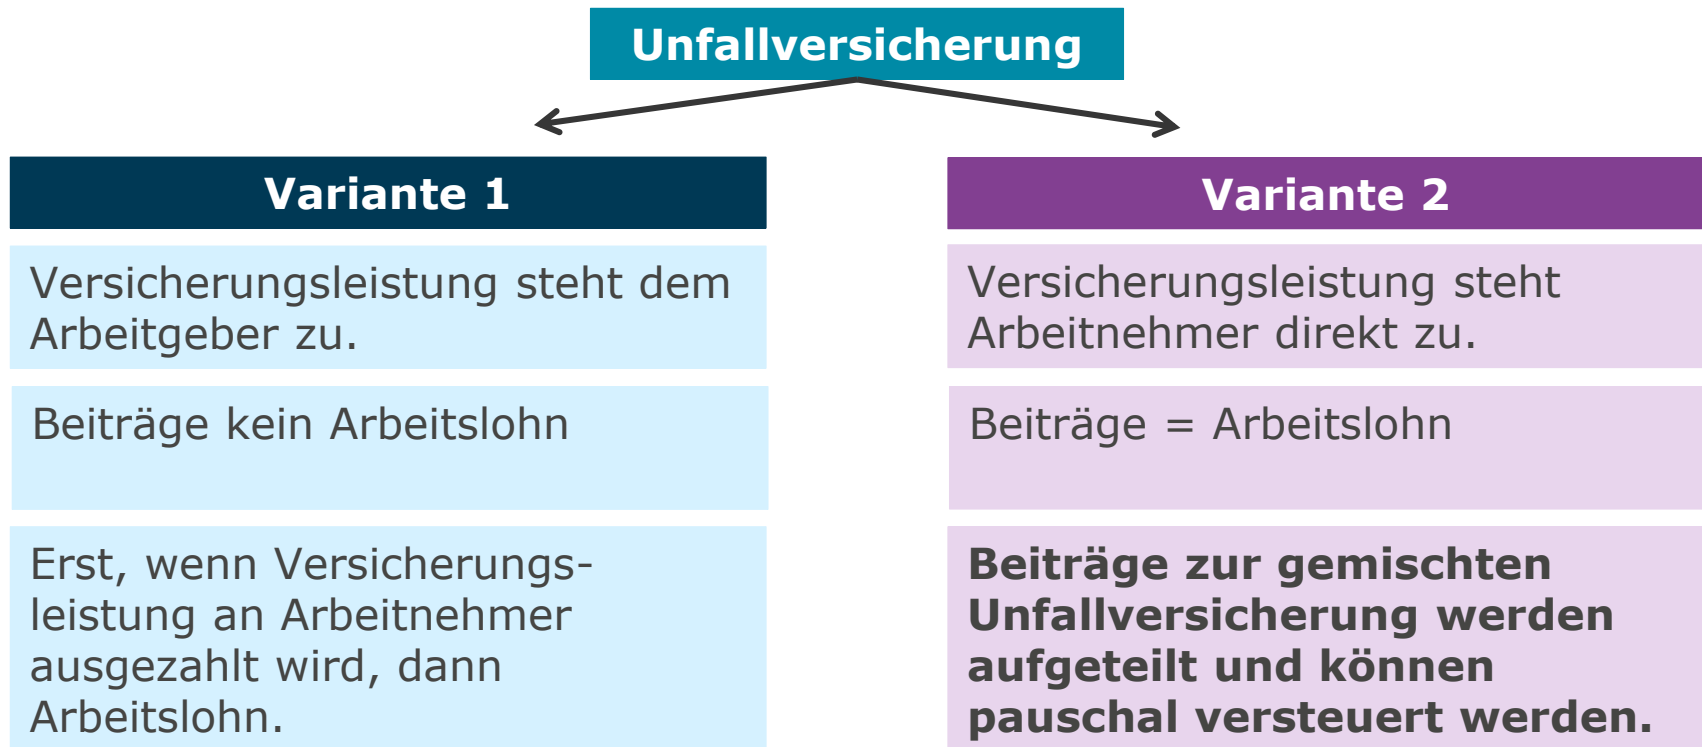 Unfallversicherung
Variante 1
Versicherungsleistung steht dem
Arbeitgeber zu.
Beiträge kein Arbeitslohn
Erst, wenn Versicherungs-
leistung an Arbeitnehmer
ausgezahlt wird, dann
Arbeitslohn.
Variante 2
Versicherungsleistung steht
Arbeitnehmer direkt zu.
Beiträge = Arbeitslohn
Beiträge zur gemischten
Unfallversicherung werden
aufgeteilt und können
pauschal versteuert werden.